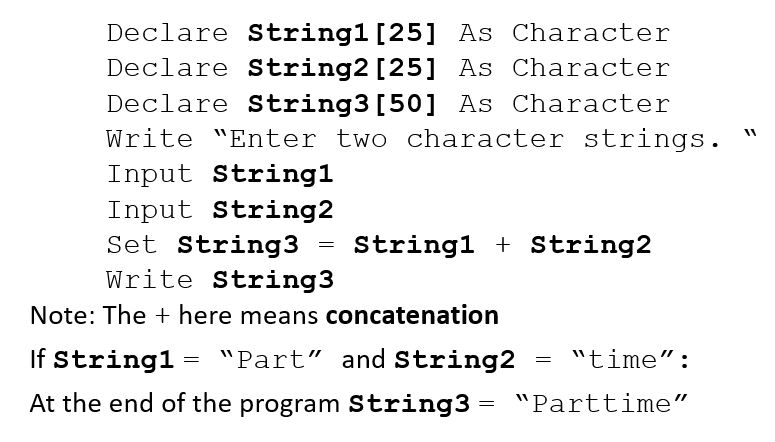 Declare String1[25] As Character
Declare String2[25] As Character
Declare String3[50] As Character
Write “Enter two character strings. “
Input String1
Input String2
Set String3 = String1 + String2
Write String3
Note: The + here means concatenation
If String1 = “Part” and String2 = “time”:
At the end of the program String3 = “Parttime”